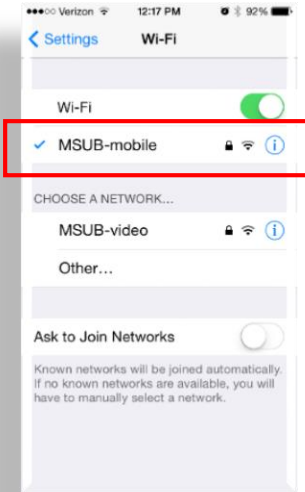 Verizon 12:17 PM 92%
Settings Wi-Fi
Wi-Fi
MSUB-mobile
CHOOSE A NETWORK...
MSUB-video
Other...
Ask to Join Networks
Known networks will be joined automatically.
If no known networks are available, you will
have to manually select a network.